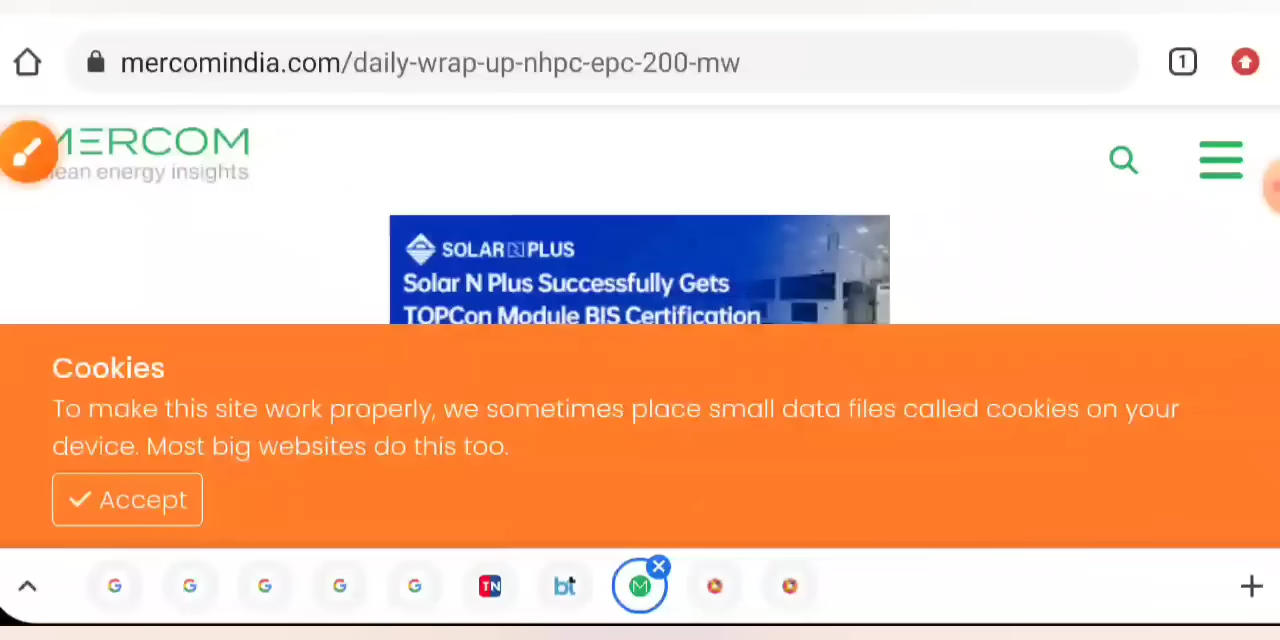 mercomindia.com/daily-wrap-up-nhpc-epc-200-mw
1
MERCOM
ean energy insights
SOLAR N PLUS
Solar N Plus Successfully Gets
TOPCon Module BIS Certification
Cookies
To make this site work properly, we sometimes place small data files called cookies on your
device. Most big websites do this too.
Accept
G G G G G TN bt M